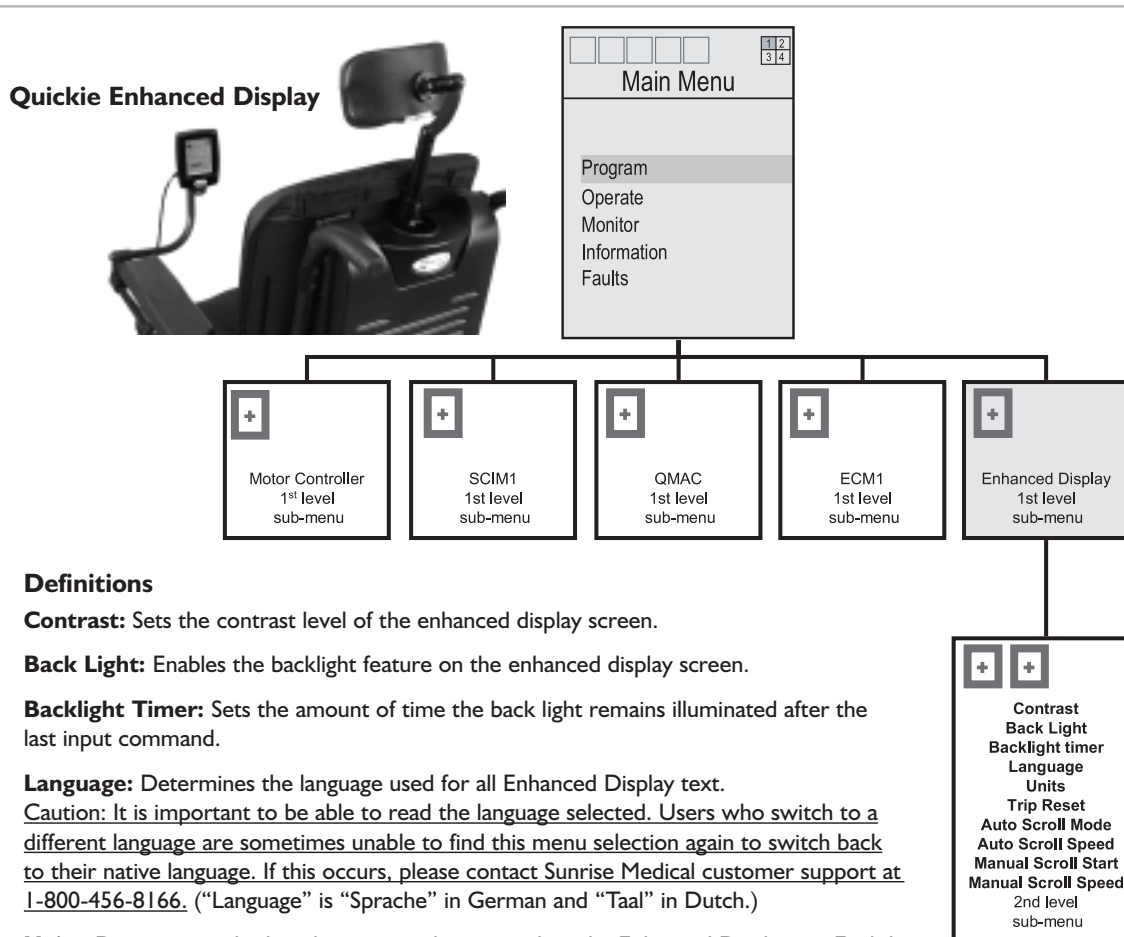 Quickie Enhanced Display
1 2
3 4
Main Menu
Program
Operate
Monitor
Information
Faults
+
Motor Controller
1st level
sub-menu
+
SCIM1
1st level
sub-menu
+
QMAC
1st level
sub-menu
+
ECM1
1st level
sub-menu
+
Enhanced Display
1st level
sub-menu
Definitions
Contrast: Sets the contrast level of the enhanced display screen.
Back Light: Enables the backlight feature on the enhanced display screen.
Backlight Timer: Sets the amount of time the back light remains illuminated after the
last input command.
Language: Determines the language used for all Enhanced Display text.
Caution: It is important to be able to read the language selected. Users who switch to a
different language are sometimes unable to find this menu selection again to switch back
to their native language. If this occurs, please contact Sunrise Medical customer support at
1-800-456-8166. (“Language” is “Sprache” in German and “Taal” in Dutch.)
+ +
Contrast
Back Light
Backlight timer
Language
Units
Trip Reset
Auto Scroll Mode
Auto Scroll Speed
Manual Scroll Start
Manual Scroll Speed
2nd level
sub-menu